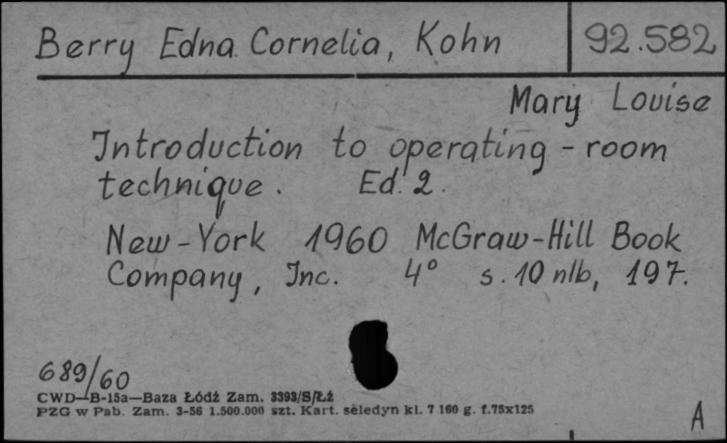 Berry Edna Cornelia, Kohn 92.582
Mary Louise
Introduction to operating-room
technique. Ed. 2.
New-York 1960 McGraw-Hill Book
Company, Inc. 4° s. 10 nlb, 197.
689/60
CWD—B-15a—Baza Łódź Zam. 3393/S/Łź
PZG w Pab. Zam. 3-56 1.500.000 szt. Kart. seledyn kl. 7 160 g. f.75x125
A